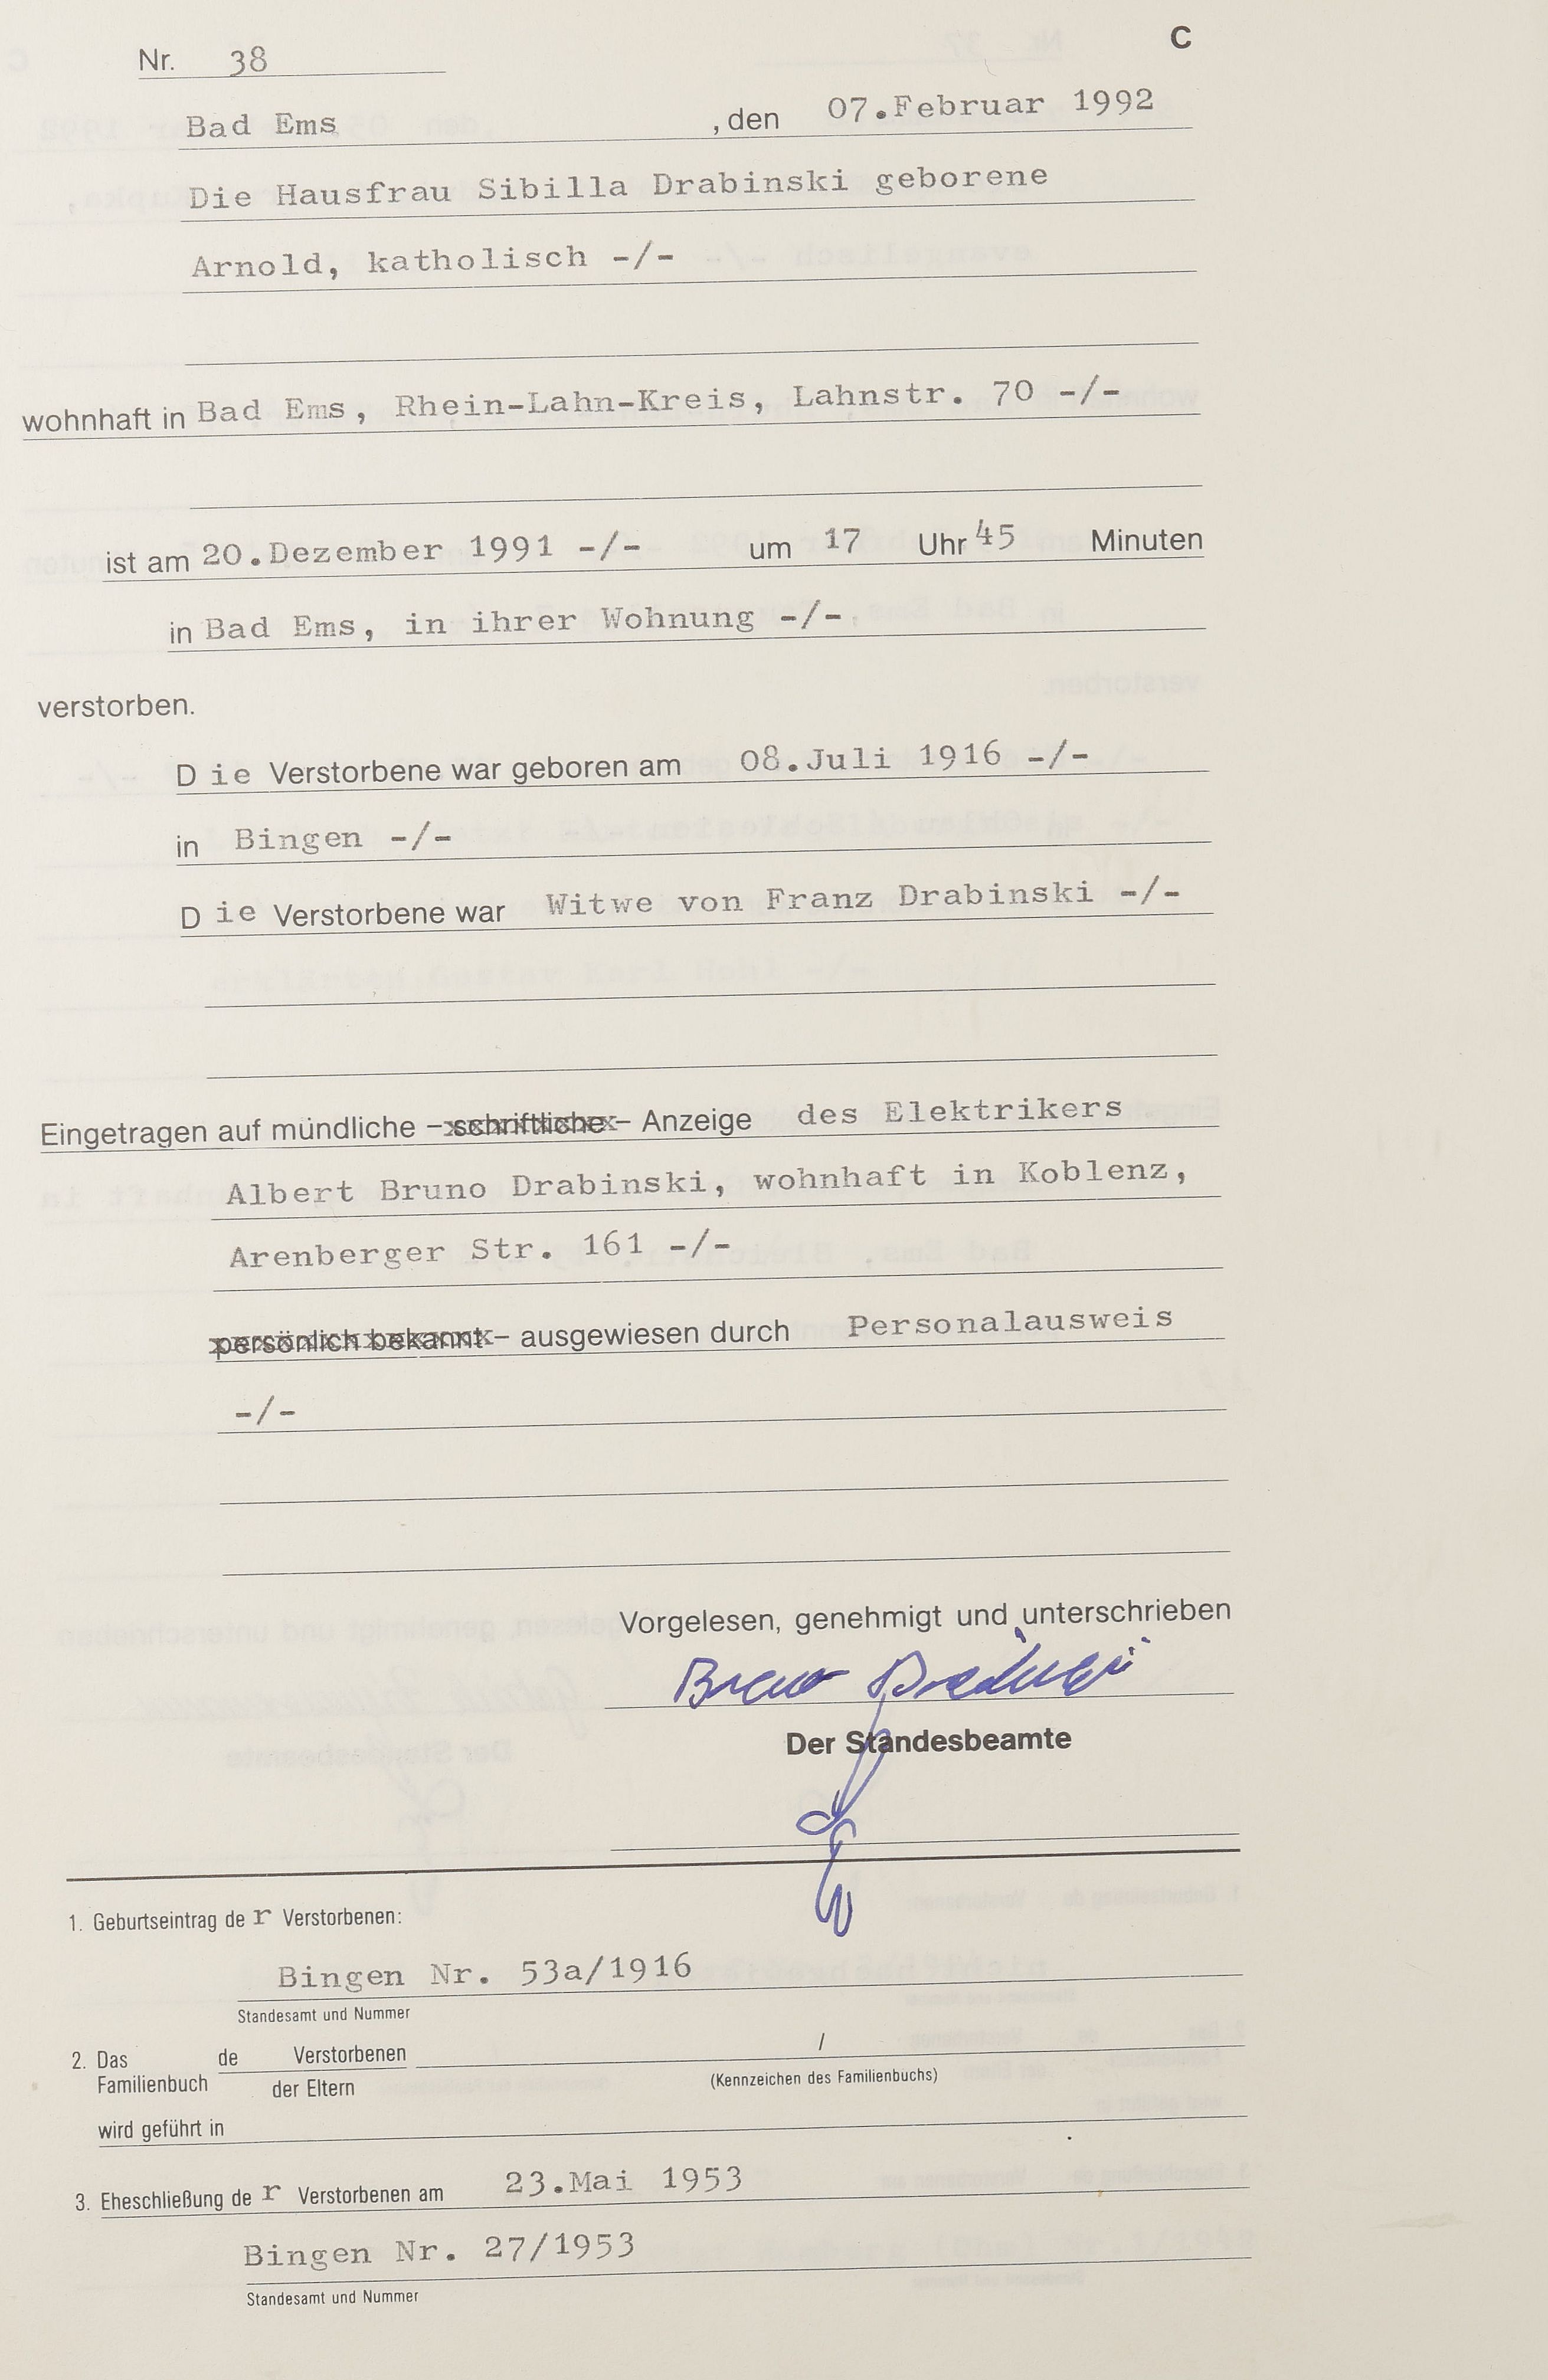 Nr. 38
C
Bad Ems , den 07.Februar 1992
Die Hausfrau Sibilla Drabinski geborene
Arnold, katholisch -/-
wohnhaft in Bad Ems, Rhein-Lahn-Kreis, Lahnstr. 70 -/-
ist am 20.Dezember 1991 -/- um 17 Uhr 45 Minuten
in Bad Ems, in ihrer Wohnung -/-
verstorben.
Die Verstorbene war geboren am 08.Juli 1916 -/-
in Bingen -/-
Die Verstorbene war Witwe von Franz Drabinski -/-
Eingetragen auf mündliche – schriftliche – Anzeige des Elektrikers
Albert Bruno Drabinski, wohnhaft in Koblenz,
Arenberger Str. 161 -/-
persönlich bekannt – ausgewiesen durch Personalausweis
-/-
Vorgelesen, genehmigt und unterschrieben
Bruno Drabinski
Der Standesbeamte
1. Geburtseintrag der Verstorbenen:
Bingen Nr. 53a/1916
Standesamt und Nummer
2. Das de Verstorbenen /
Familienbuch der Eltern (Kennzeichen des Familienbuchs)
wird geführt in
3. Eheschließung der Verstorbenen am 23.Mai 1953
Bingen Nr. 27/1953
Standesamt und Nummer